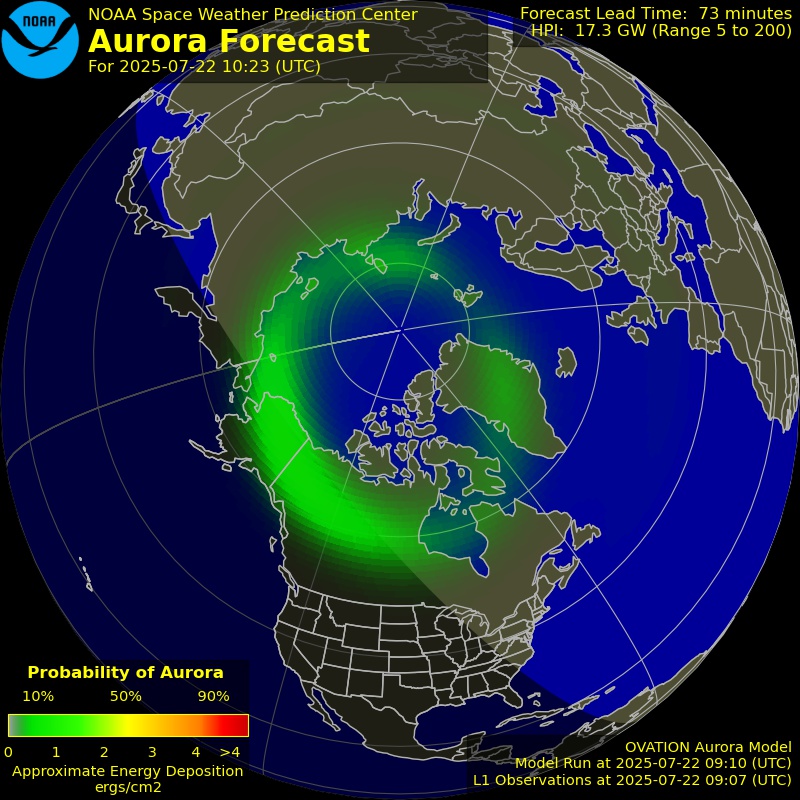 NOAA
NOAA Space Weather Prediction Center
Aurora Forecast
For 2025-07-22 10:23 (UTC)
Forecast Lead Time: 73 minutes
HPI: 17.3 GW (Range 5 to 200)
Probability of Aurora
10% 50% 90%
0 1 2 3 4 >4
Approximate Energy Deposition
ergs/cm2
OVATION Aurora Model
Model Run at 2025-07-22 09:10 (UTC)
L1 Observations at 2025-07-22 09:07 (UTC)